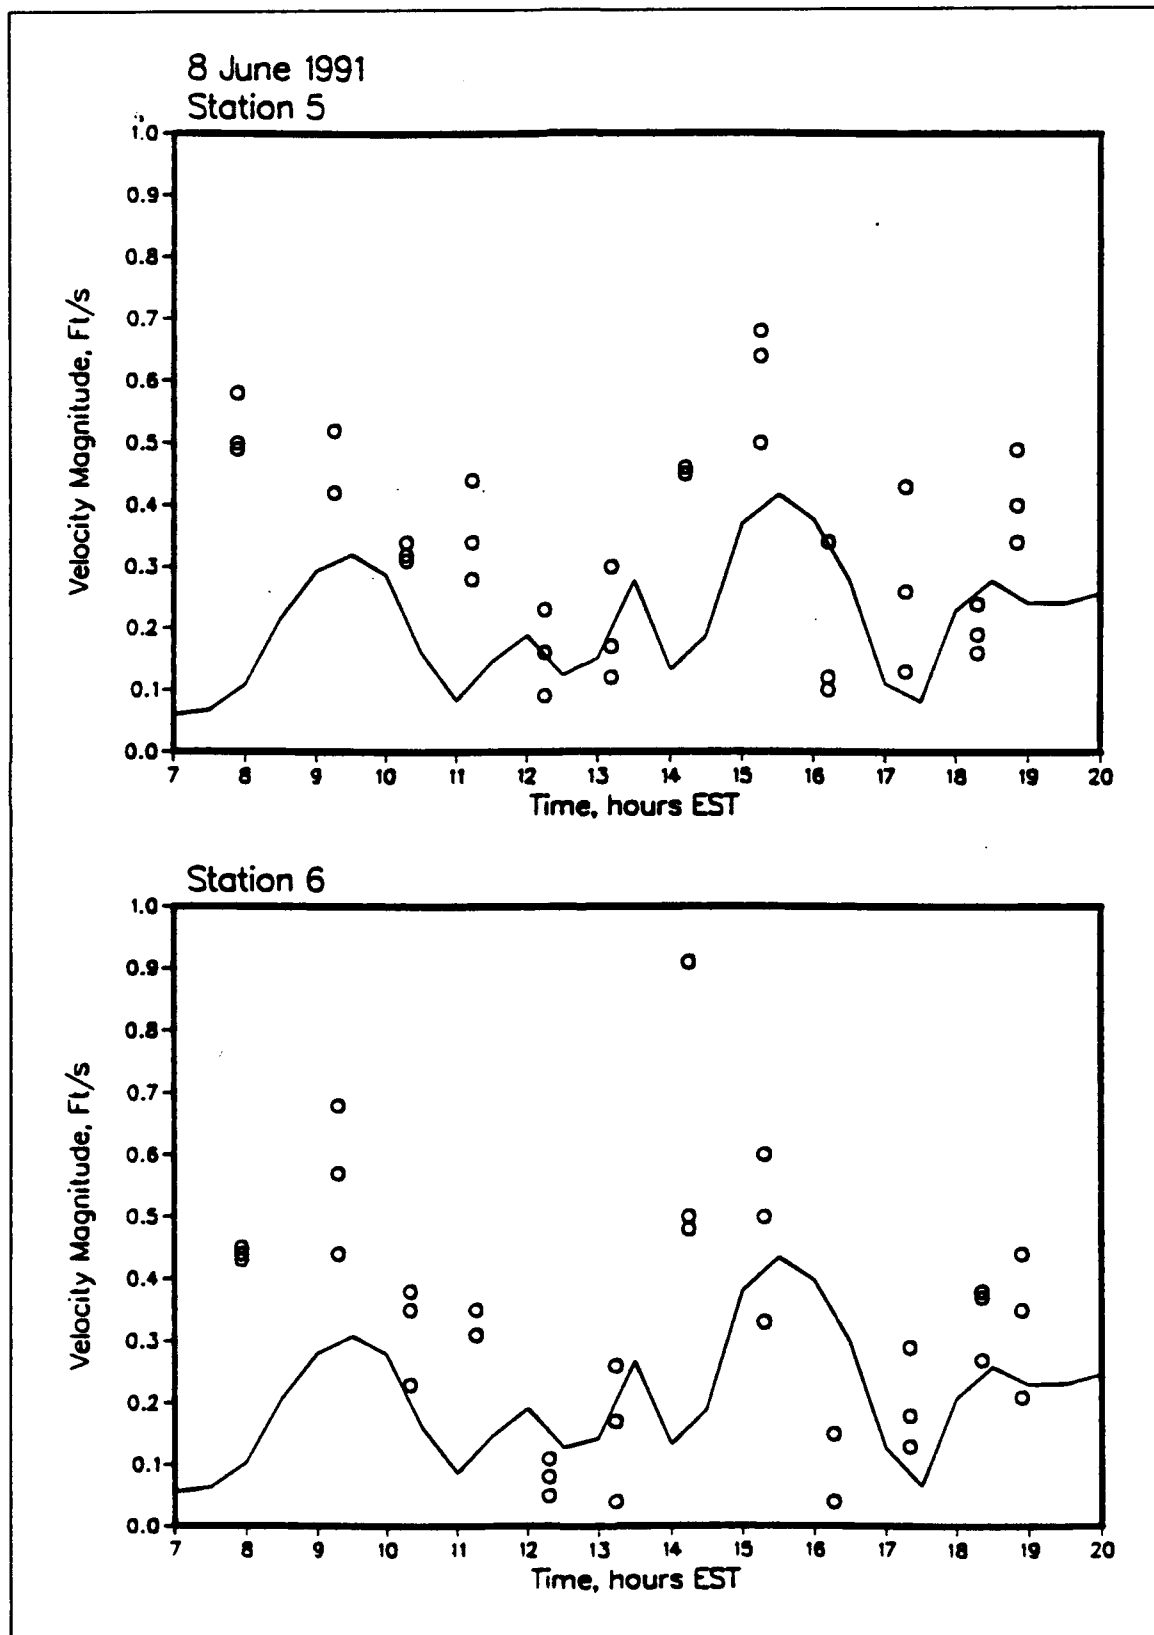 8 June 1991
Station 5
1.0
0.9
0.8
0.7
0.6
0.5
0.4
0.3
0.2
0.1
0.0
Velocity Magnitude, Ft/s
7 8 9 10 11 12 13 14 15 16 17 18 19 20
Time, hours EST
Station 6
1.0
0.9
0.8
0.7
0.6
0.5
0.4
0.3
0.2
0.1
0.0
Velocity Magnitude, Ft/s
7 8 9 10 11 12 13 14 15 16 17 18 19 20
Time, hours EST